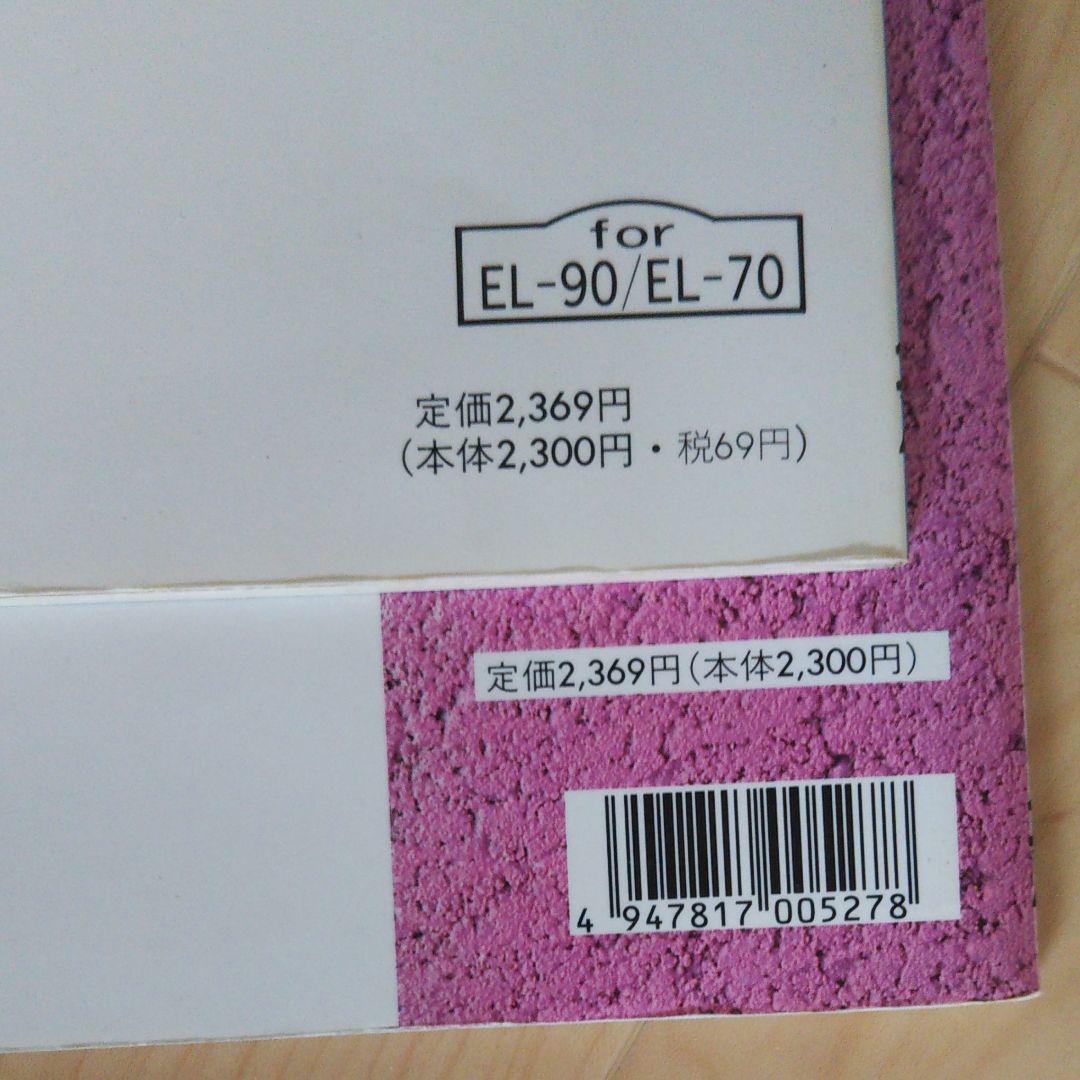 for
EL-90/EL-70
定価2,369円
(本体2,300円・税69円)
定価2,369円(本体2,300円)
4 947817 005278